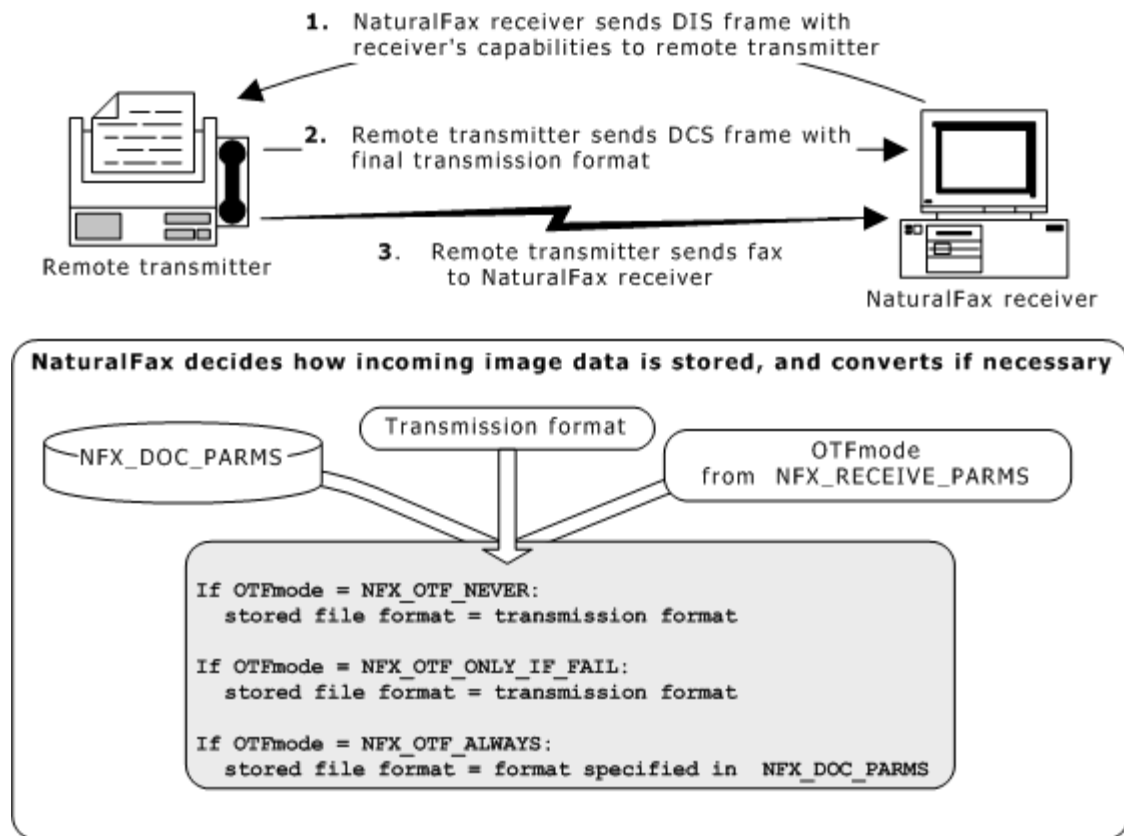 1. NaturalFax receiver sends DIS frame with
receiver's capabilities to remote transmitter
2. Remote transmitter sends DCS frame with
final transmission format
3. Remote transmitter sends fax
to NaturalFax receiver
Remote transmitter
NaturalFax receiver
NaturalFax decides how incoming image data is stored, and converts if necessary
NFX_DOC_PARMS
Transmission format
OTFmode
from NFX_RECEIVE_PARMS
If OTFmode = NFX_OTF_NEVER:
stored file format = transmission format
If OTFmode = NFX_OTF_ONLY_IF_FAIL:
stored file format = transmission format
If OTFmode = NFX_OTF_ALWAYS:
stored file format = format specified in NFX_DOC_PARMS